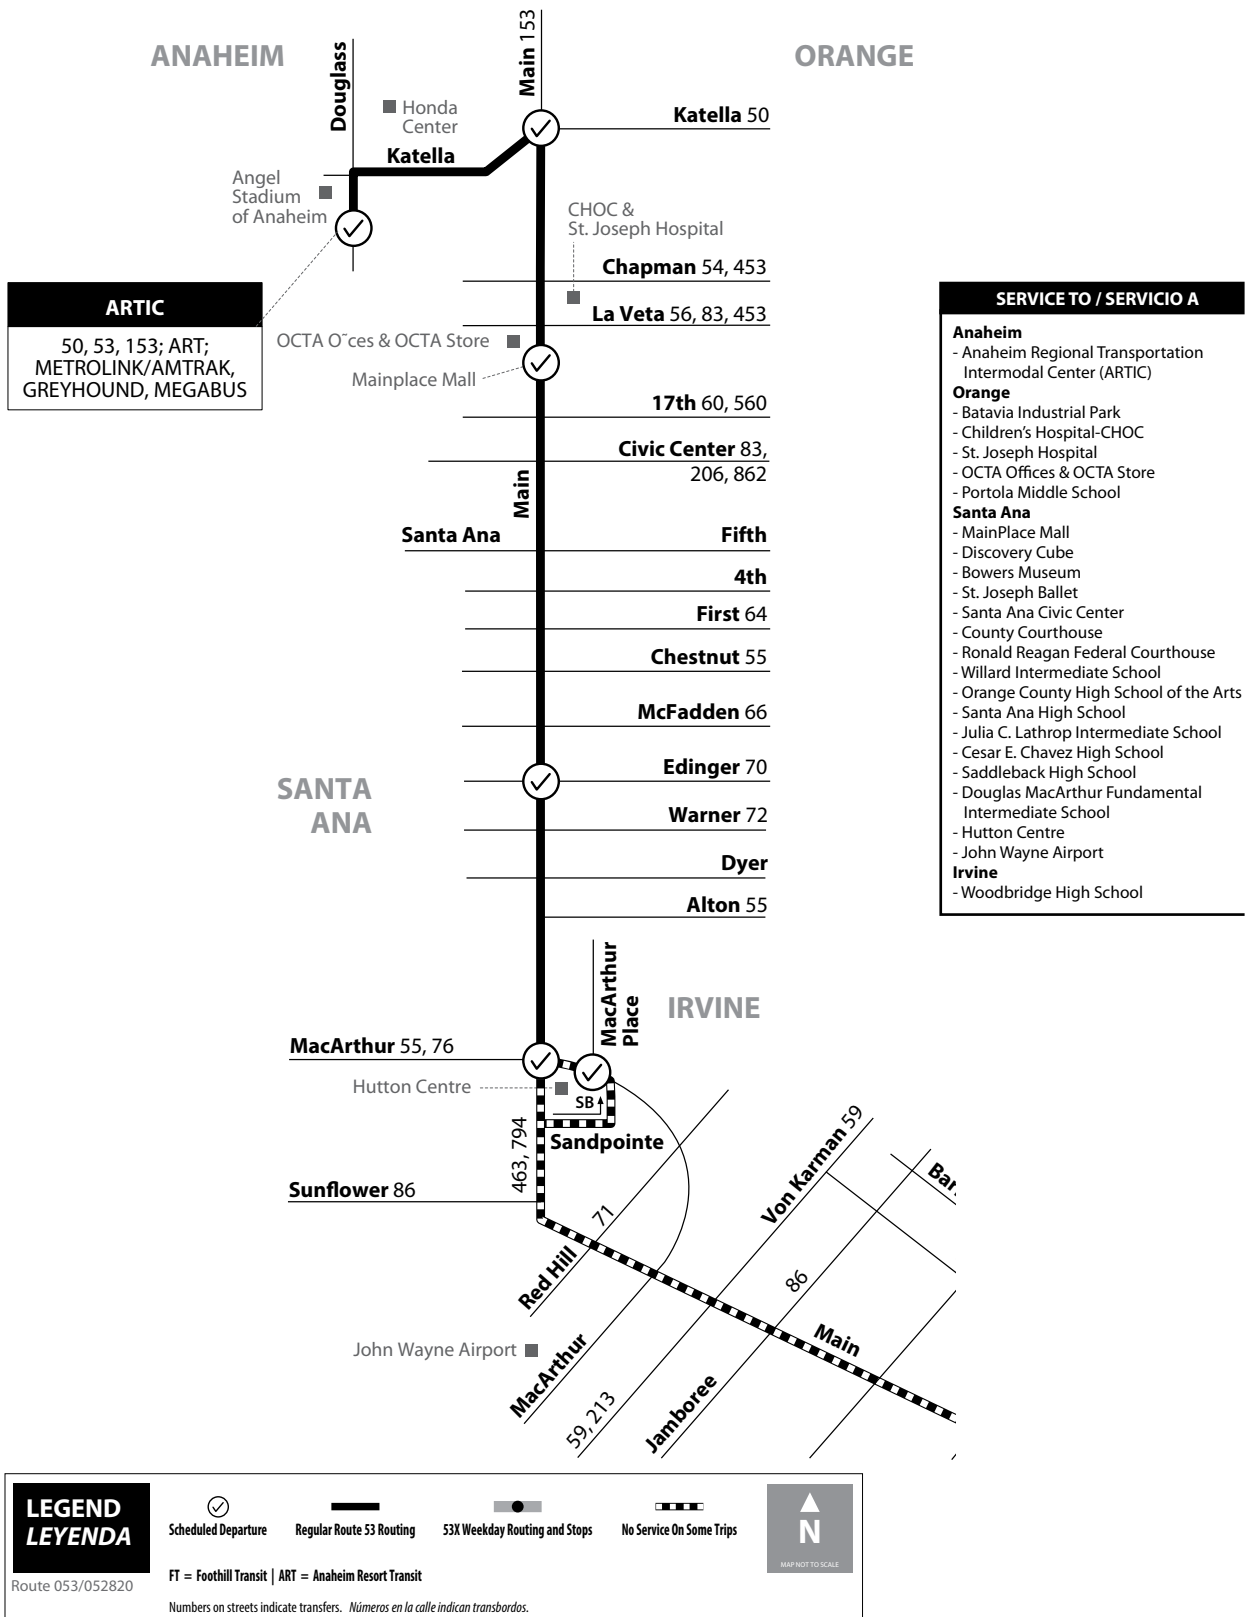 ANAHEIM
Douglass
Main 153
ORANGE
Honda
Center
Katella 50
Katella
Angel
Stadium
of Anaheim
CHOC &
St. Joseph Hospital
Chapman 54, 453
ARTIC
50, 53, 153; ART;
METROLINK/AMTRAK,
GREYHOUND, MEGABUS
La Veta 56, 83, 453
OCTA O˜ces & OCTA Store
Mainplace Mall
17th 60, 560
Civic Center 83,
206, 862
Main
Santa Ana
Fifth
4th
First 64
Chestnut 55
McFadden 66
Edinger 70
SANTA
ANA
Warner 72
Dyer
Alton 55
MacArthur
Place
IRVINE
MacArthur 55, 76
Hutton Centre
SB
Sandpointe
463, 794
Sunflower 86
Von Karman 59
71
Red Hill
86
Main
John Wayne Airport
MacArthur
59, 213
Jamboree
SERVICE TO / SERVICIO A
Anaheim
- Anaheim Regional Transportation
Intermodal Center (ARTIC)
Orange
- Batavia Industrial Park
- Children's Hospital-CHOC
- St. Joseph Hospital
- OCTA Offices & OCTA Store
- Portola Middle School
Santa Ana
- MainPlace Mall
- Discovery Cube
- Bowers Museum
- St. Joseph Ballet
- Santa Ana Civic Center
- County Courthouse
- Ronald Reagan Federal Courthouse
- Willard Intermediate School
- Orange County High School of the Arts
- Santa Ana High School
- Julia C. Lathrop Intermediate School
- Cesar E. Chavez High School
- Saddleback High School
- Douglas MacArthur Fundamental
Intermediate School
- Hutton Centre
- John Wayne Airport
Irvine
- Woodbridge High School
LEGEND
LEYENDA
Route 053/052820
Scheduled Departure
Regular Route 53 Routing
53X Weekday Routing and Stops
No Service On Some Trips
N
MAP NOT TO SCALE
FT = Foothill Transit | ART = Anaheim Resort Transit
Numbers on streets indicate transfers. Números en la calle indican transbordos.